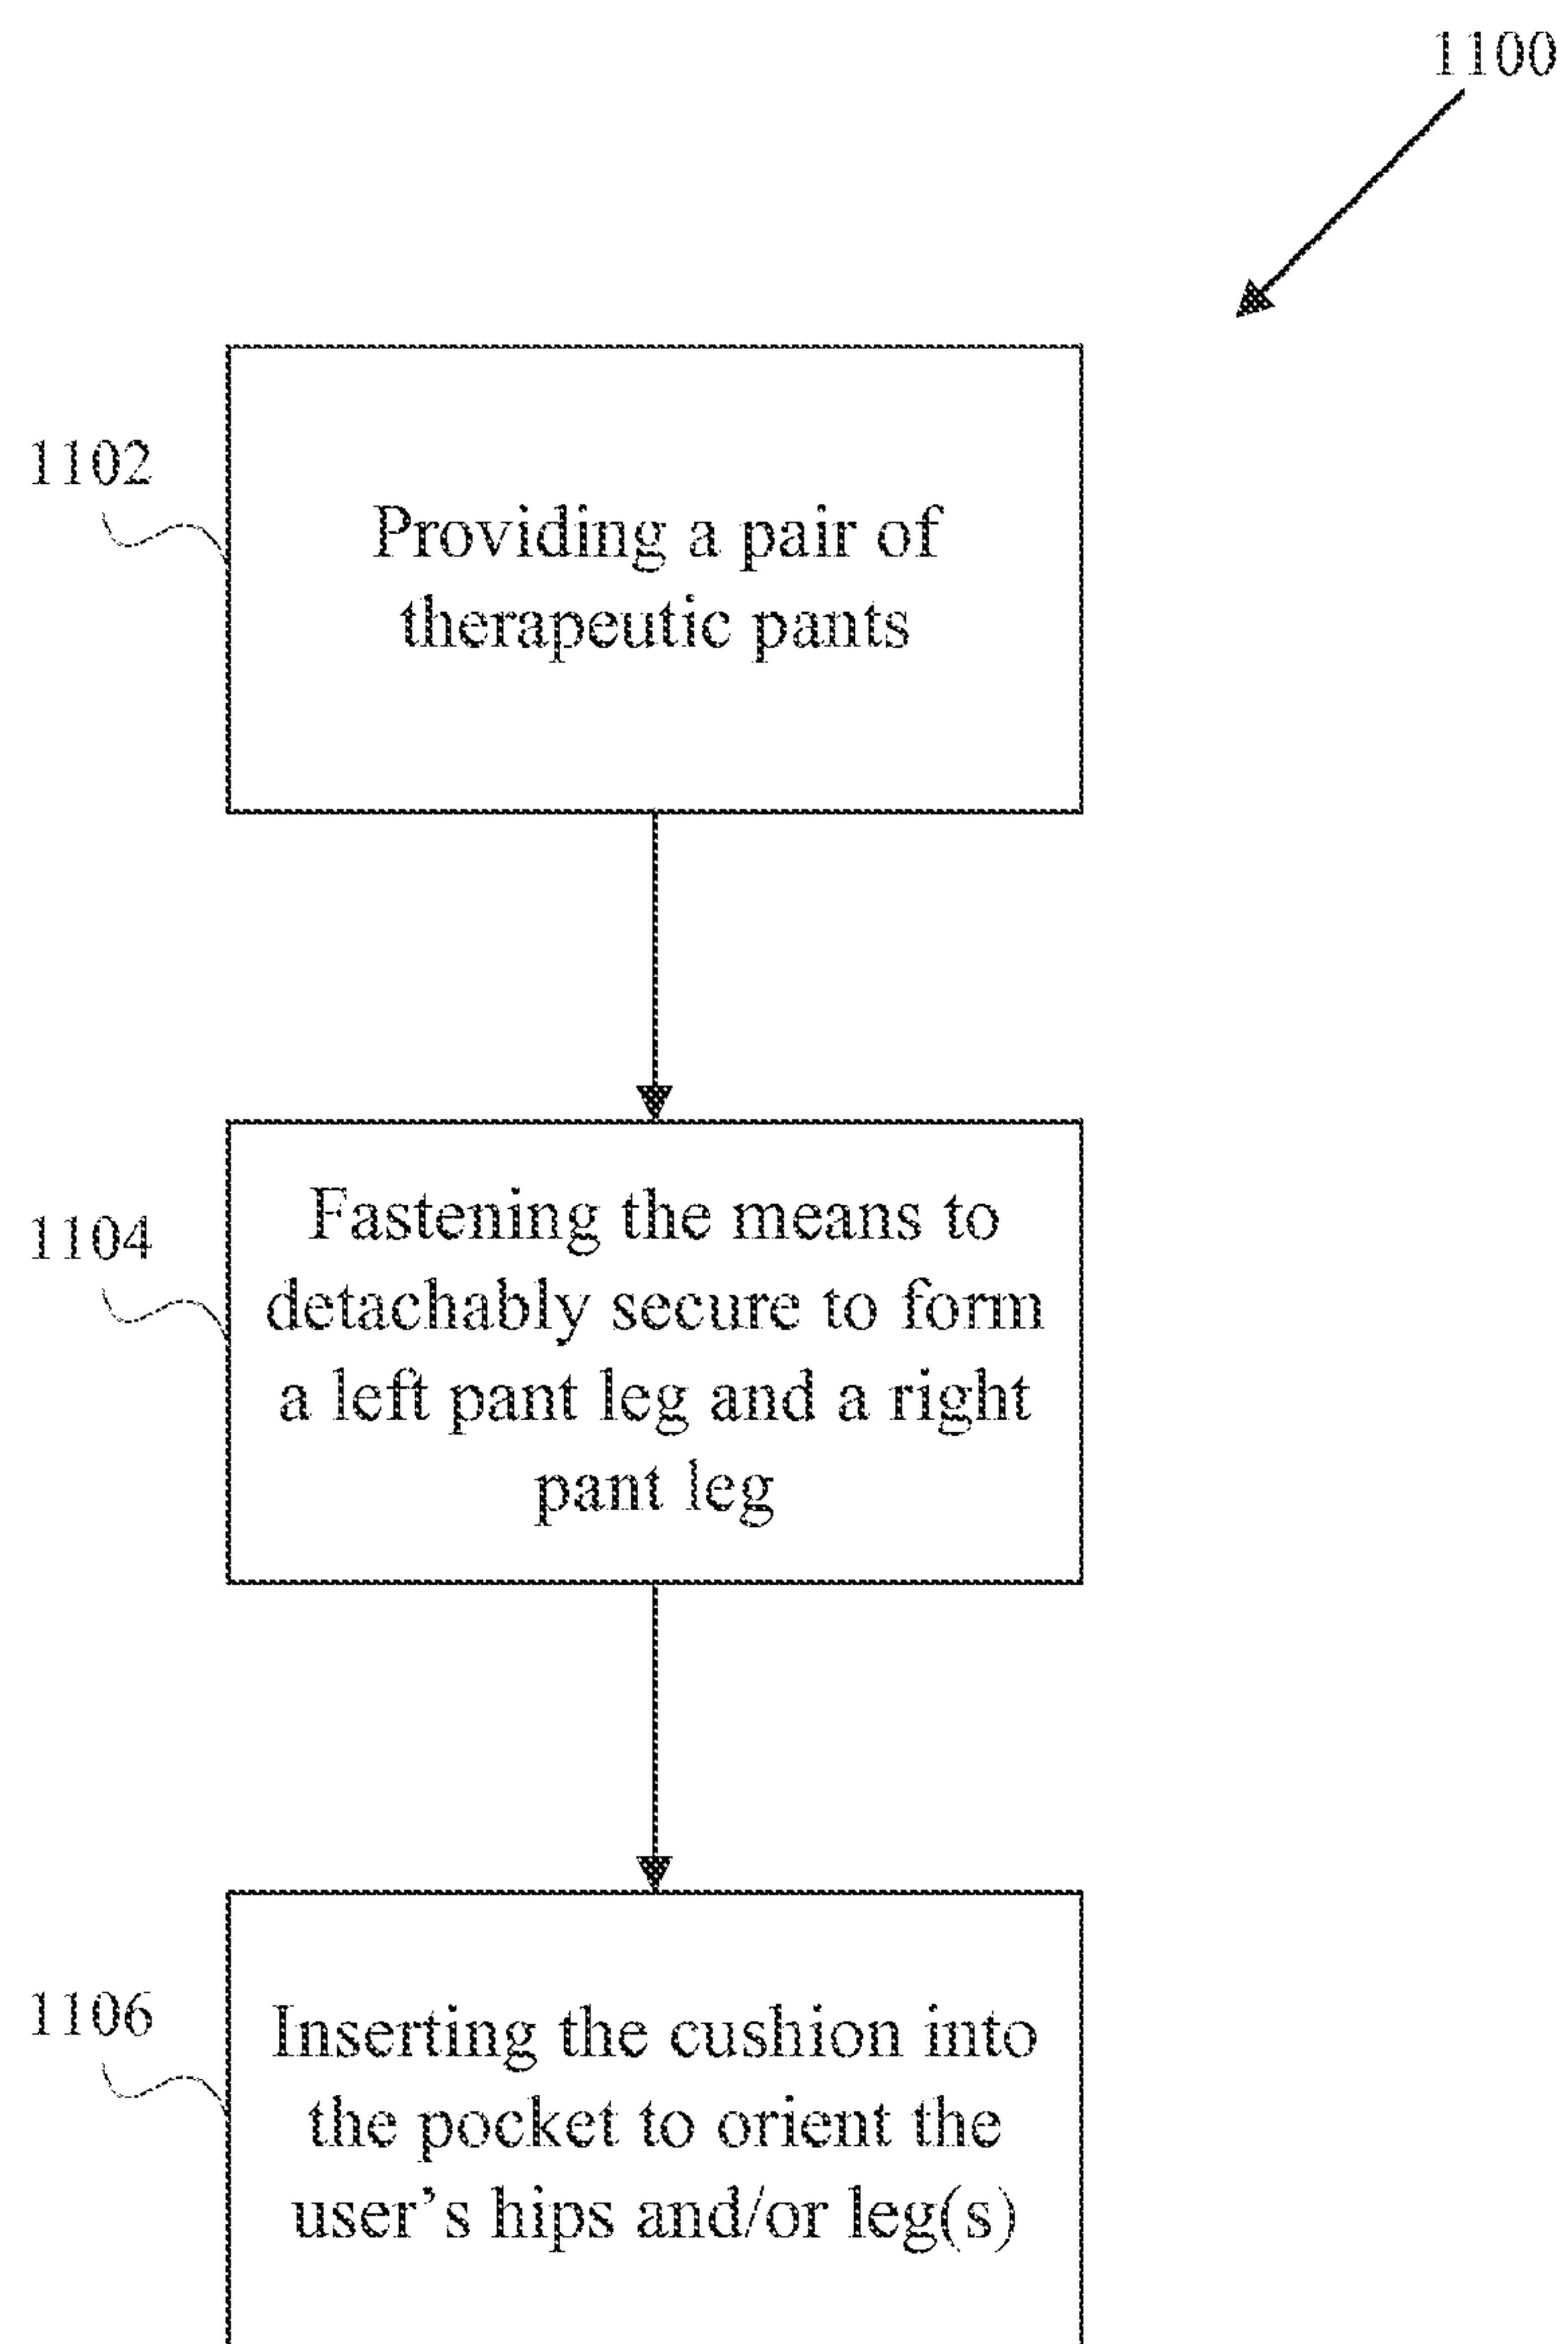 1100
1102
Providing a pair of
therapeutic pants
1104
Fastening the means to
detachably secure to form
a left pant leg and a right
pant leg
1106
Inserting the cushion into
the pocket to orient the
user’s hips and/or leg(s)